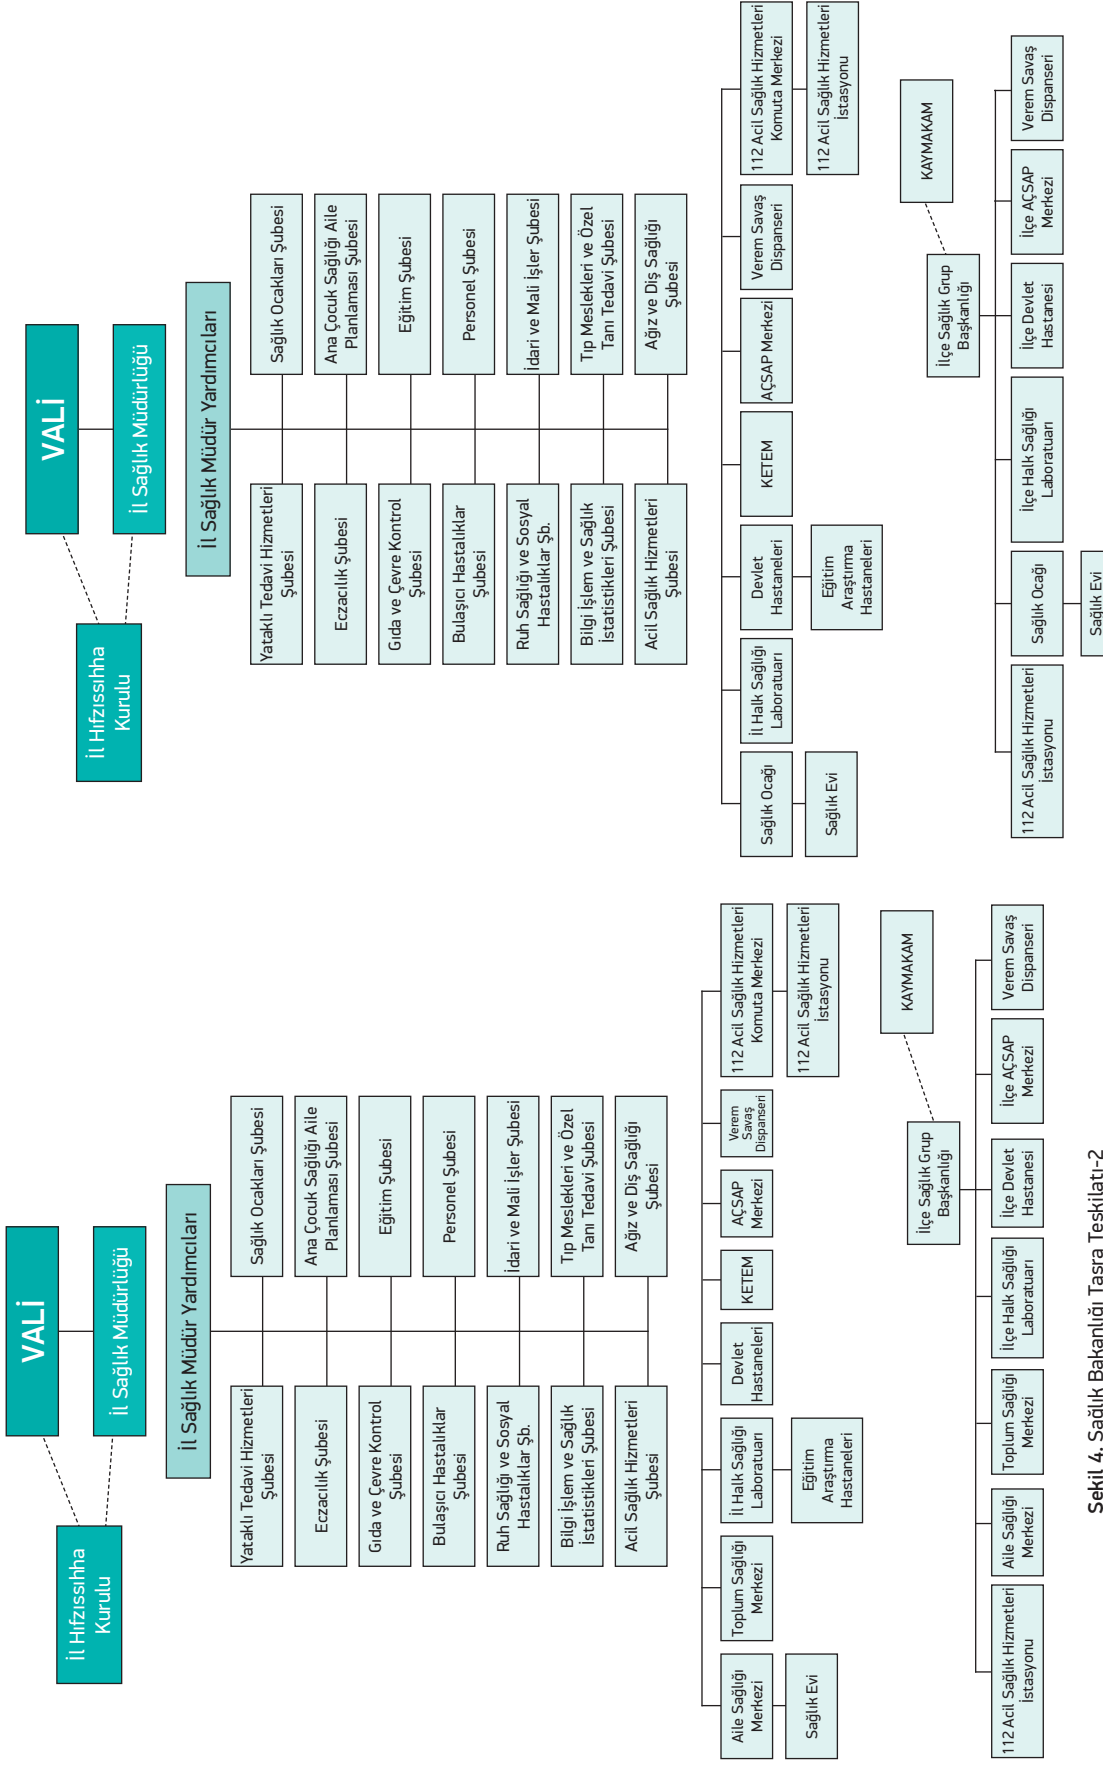 VALİ
İl Hıfzıssıhha
Kurulu
İl Sağlık Müdürlüğü
İl Sağlık Müdür Yardımcıları
Yataklı Tedavi Hizmetleri
Şubesi
Sağlık Ocakları Şubesi
Eczacılık Şubesi
Ana Çocuk Sağlığı Aile
Planlaması Şubesi
Gıda ve Çevre Kontrol
Şubesi
Eğitim Şubesi
Bulaşıcı Hastalıklar
Şubesi
Personel Şubesi
Ruh Sağlığı ve Sosyal
Hastalıklar Şb.
İdari ve Mali İşler Şubesi
Bilgi İşlem ve Sağlık
İstatistikleri Şubesi
Tıp Meslekleri ve Özel
Tanı Tedavi Şubesi
Acil Sağlık Hizmetleri
Şubesi
Ağız ve Diş Sağlığı
Şubesi
Aile Sağlığı
Merkezi
Toplum Sağlığı
Merkezi
İl Halk Sağlığı
Laboratuarı
Devlet
Hastaneleri
KETEM
AÇSAP
Merkezi
Verem
Savaş
Dispanseri
112 Acil Sağlık Hizmetleri
Komuta Merkezi
Sağlık Evi
Eğitim
Araştırma
Hastaneleri
112 Acil Sağlık Hizmetleri
İstasyonu
KAYMAKAM
İlçe Sağlık Grup
Başkanlığı
112 Acil Sağlık Hizmetleri
İstasyonu
Aile Sağlığı
Merkezi
Toplum Sağlığı
Merkezi
İlçe Halk Sağlığı
Laboratuarı
İlçe Devlet
Hastanesi
İlçe AÇSAP
Merkezi
Verem Savaş
Dispanseri
Şekil 4. Sağlık Bakanlığı Taşra Teşkilatı-2
VALİ
İl Hıfzıssıhha
Kurulu
İl Sağlık Müdürlüğü
İl Sağlık Müdür Yardımcıları
Yataklı Tedavi Hizmetleri
Şubesi
Sağlık Ocakları Şubesi
Eczacılık Şubesi
Ana Çocuk Sağlığı Aile
Planlaması Şubesi
Gıda ve Çevre Kontrol
Şubesi
Eğitim Şubesi
Bulaşıcı Hastalıklar
Şubesi
Personel Şubesi
Ruh Sağlığı ve Sosyal
Hastalıklar Şb.
İdari ve Mali İşler Şubesi
Bilgi İşlem ve Sağlık
İstatistikleri Şubesi
Tıp Meslekleri ve Özel
Tanı Tedavi Şubesi
Acil Sağlık Hizmetleri
Şubesi
Ağız ve Diş Sağlığı
Şubesi
Sağlık Ocağı
İl Halk Sağlığı
Laboratuarı
Devlet
Hastaneleri
KETEM
AÇSAP Merkezi
Verem Savaş
Dispanseri
112 Acil Sağlık Hizmetleri
Komuta Merkezi
Sağlık Evi
Eğitim
Araştırma
Hastaneleri
112 Acil Sağlık Hizmetleri
İstasyonu
KAYMAKAM
İlçe Sağlık Grup
Başkanlığı
112 Acil Sağlık Hizmetleri
İstasyonu
Sağlık Ocağı
İlçe Halk Sağlığı
Laboratuarı
İlçe Devlet
Hastanesi
İlçe AÇSAP
Merkezi
Verem Savaş
Dispanseri
Sağlık Evi